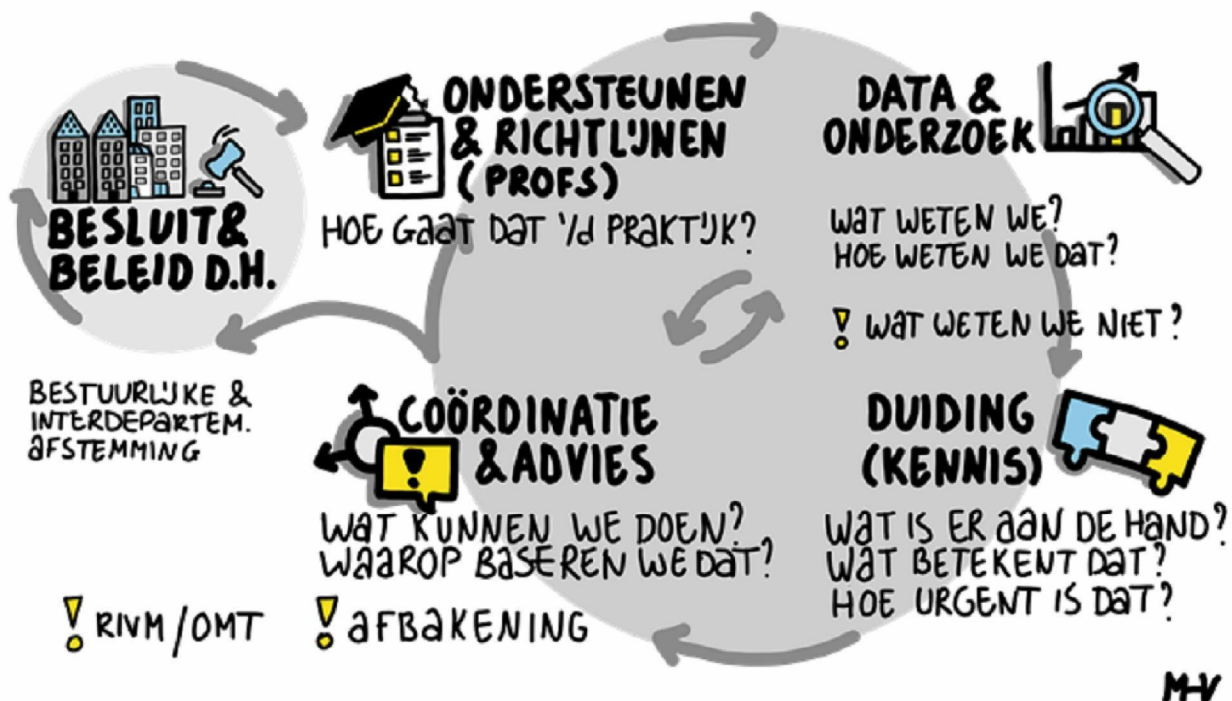 BESLUIT &
BELEID D.H.
BESTUURLIJKE &
INTERDEPARTEM.
AFSTEMMING
! RIVM/OMT
ONDERSTEUNEN
& RICHTLIJNEN
(PROFS)
HOE GAAT DAT '/d PRAKTIJK?
DATA &
ONDERZOEK
WAT WETEN WE?
HOE WETEN WE DAT?
! WAT WETEN WE NIET?
DUIDING
(KENNIS)
WAT IS ER AAN DE HAND?
WAT BETEKENT DAT?
HOE URGENT IS DAT?
COÖRDINATIE
& ADVIES
WAT KUNNEN WE DOEN?
WAAROP BASEREN WE DAT?
! AFBAKENING
MHV